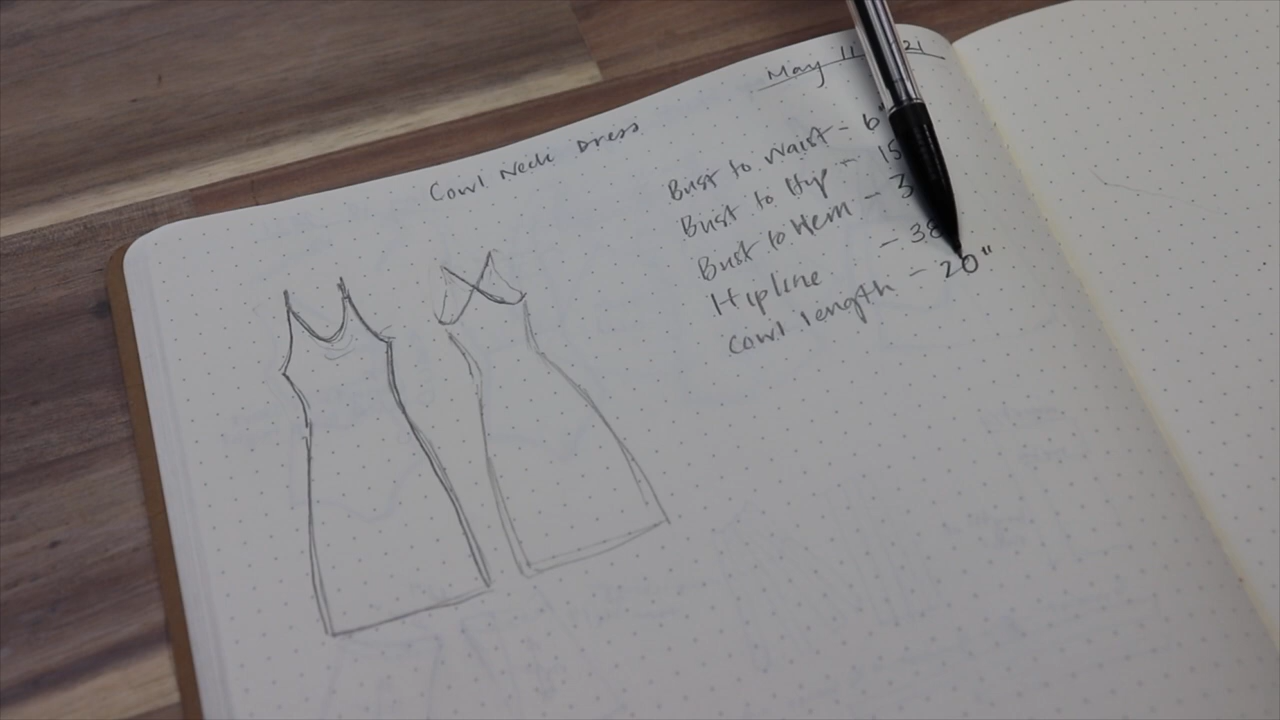 May 11 21
Cowl Neck Dress
Bust to Waist - 6"
Bust to Hip - 15
Bust to Hem - 3
Hipline - 38
Cowl length - 20"